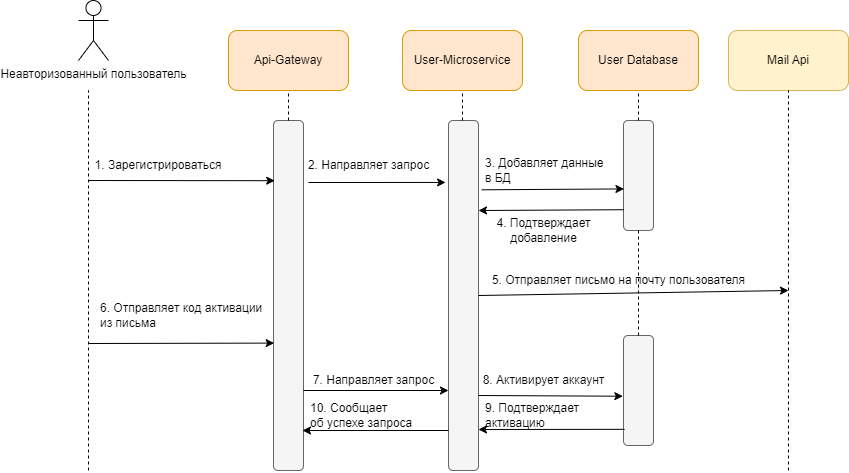 Неавторизованный пользователь
Api-Gateway
User-Microservice
User Database
Mail Api
1. Зарегистрироваться
2. Направляет запрос
3. Добавляет данные
в БД
4. Подтверждает
добавление
5. Отправляет письмо на почту пользователя
6. Отправляет код активации
из письма
7. Направляет запрос
8. Активирует аккаунт
9. Подтверждает
активацию
10. Сообщает
об успехе запроса